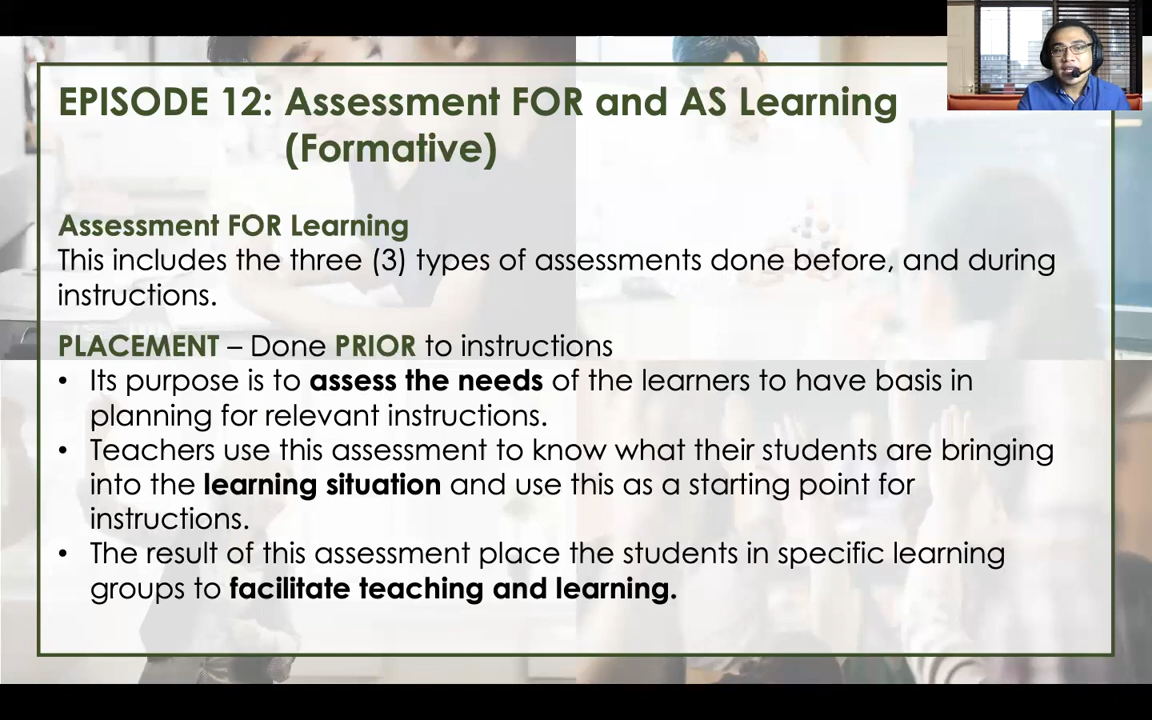 EPISODE 12: Assessment FOR and AS Learning
(Formative)
Assessment FOR Learning
This includes the three (3) types of assessments done before, and during
instructions.
PLACEMENT – Done PRIOR to instructions
• Its purpose is to assess the needs of the learners to have basis in
planning for relevant instructions.
• Teachers use this assessment to know what their students are bringing
into the learning situation and use this as a starting point for
instructions.
• The result of this assessment place the students in specific learning
groups to facilitate teaching and learning.